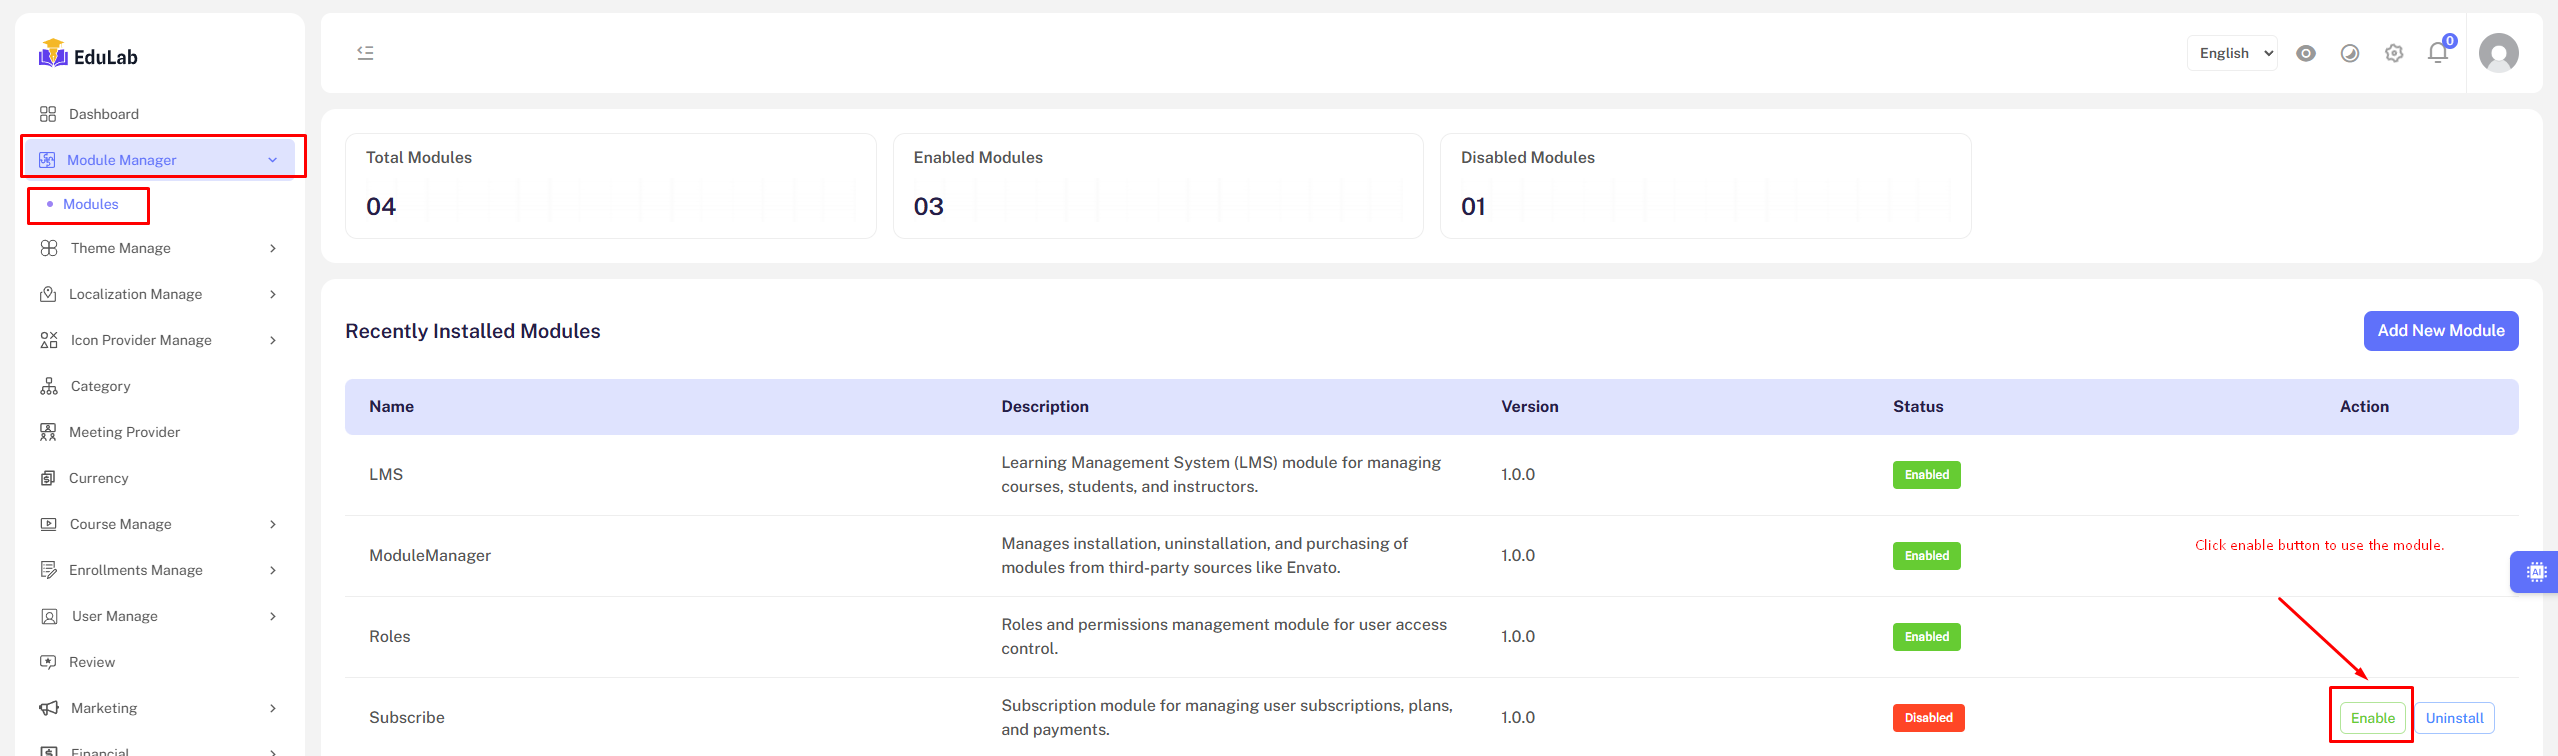 EduLab
Dashboard
Module Manager
Modules
Theme Manage
Localization Manage
Icon Provider Manage
Category
Meeting Provider
Currency
Course Manage
Enrollments Manage
User Manage
Review
Marketing
Financial
English
0
Total Modules
04
Enabled Modules
03
Disabled Modules
01
Recently Installed Modules
Add New Module
Name Description Version Status Action
LMS
Learning Management System (LMS) module for managing
courses, students, and instructors.
1.0.0
Enabled
ModuleManager
Manages installation, uninstallation, and purchasing of
modules from third-party sources like Envato.
1.0.0
Enabled
Click enable button to use the module.
AI
Roles
Roles and permissions management module for user access
control.
1.0.0
Enabled
Subscribe
Subscription module for managing user subscriptions, plans,
and payments.
1.0.0
Disabled
Enable
Uninstall